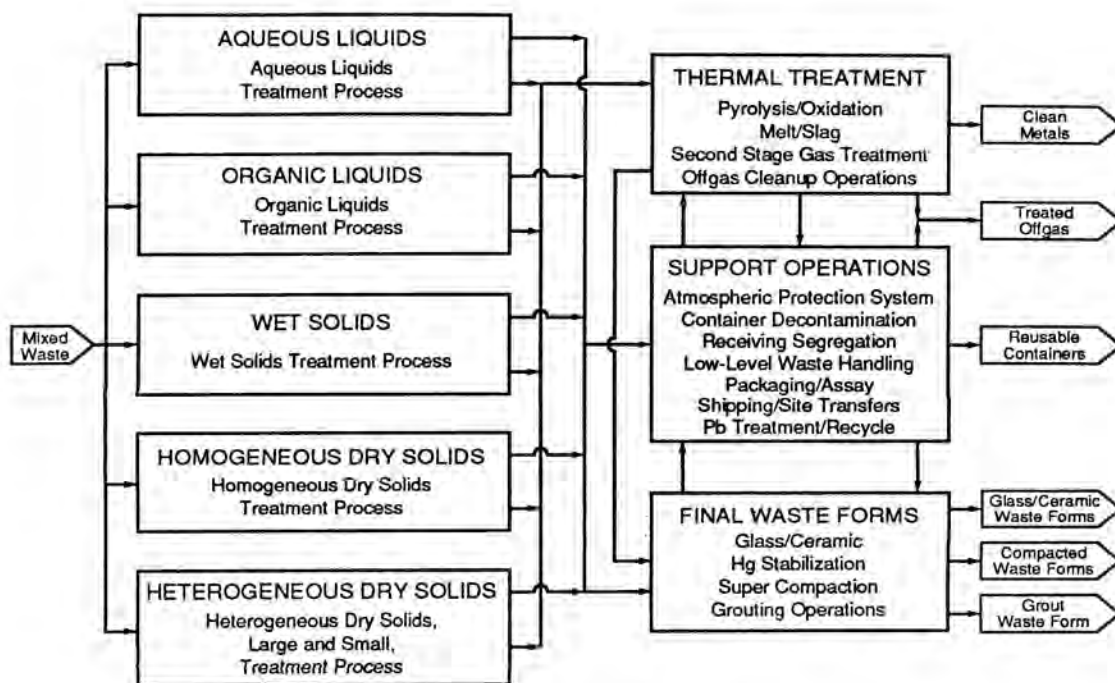 Mixed
Waste
AQUEOUS LIQUIDS
Aqueous Liquids
Treatment Process
ORGANIC LIQUIDS
Organic Liquids
Treatment Process
WET SOLIDS
Wet Solids Treatment Process
HOMOGENEOUS DRY SOLIDS
Homogeneous Dry Solids
Treatment Process
HETEROGENEOUS DRY SOLIDS
Heterogeneous Dry Solids,
Large and Small,
Treatment Process
THERMAL TREATMENT
Pyrolysis/Oxidation
Melt/Slag
Second Stage Gas Treatment
Offgas Cleanup Operations
SUPPORT OPERATIONS
Atmospheric Protection System
Container Decontamination
Receiving Segregation
Low-Level Waste Handling
Packaging/Assay
Shipping/Site Transfers
Pb Treatment/Recycle
FINAL WASTE FORMS
Glass/Ceramic
Hg Stabilization
Super Compaction
Grouting Operations
Clean
Metals
Treated
Offgas
Reusable
Containers
Glass/Ceramic
Waste Forms
Compacted
Waste Forms
Grout
Waste Form